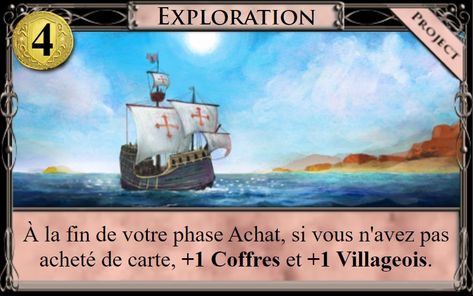 EXPLORATION
4
PROJECT
À la fin de votre phase Achat, si vous n'avez pas
acheté de carte, +1 Coffres et +1 Villageois.